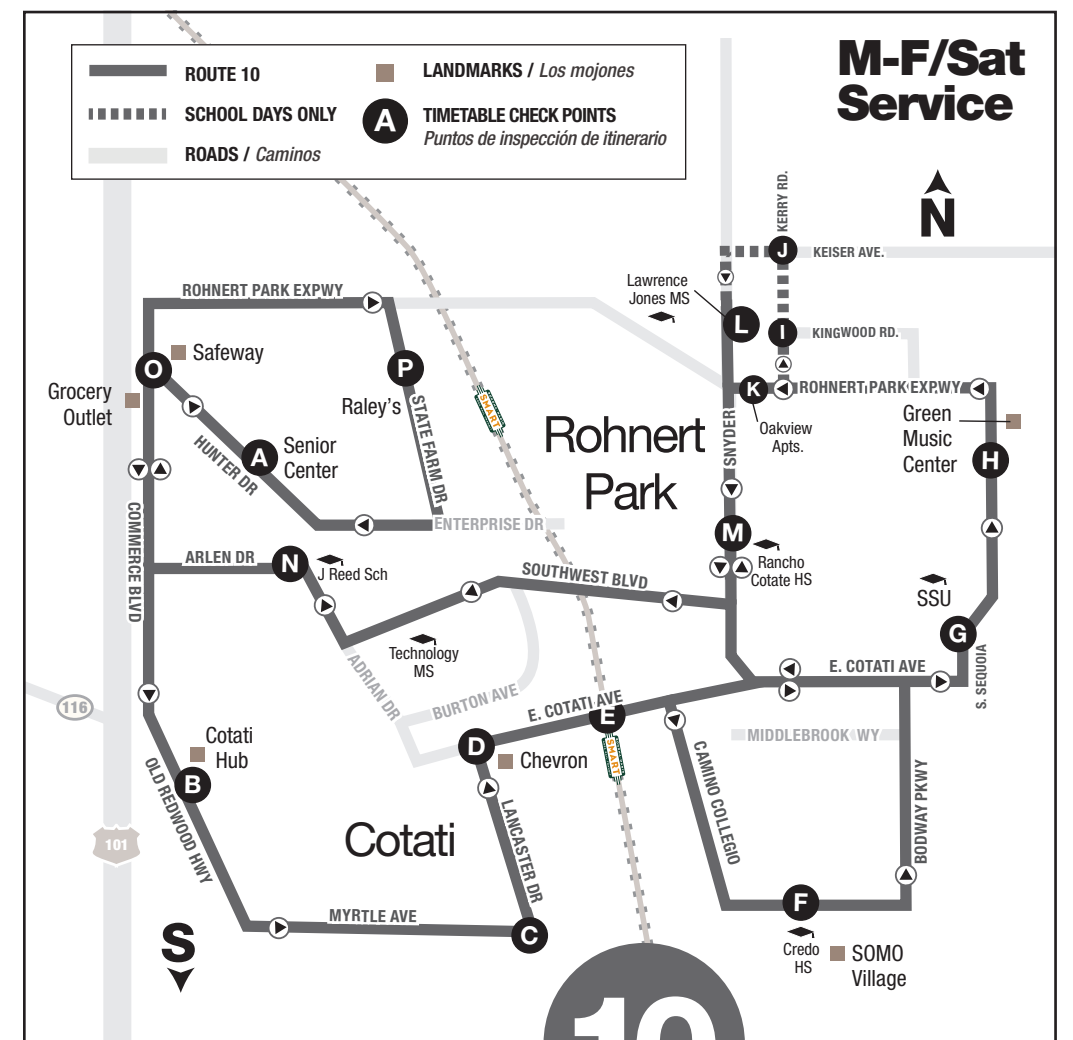 M-F/Sat
Service
ROUTE 10
SCHOOL DAYS ONLY
ROADS / Caminos
LANDMARKS / Los mojones
A
TIMETABLE CHECK POINTS
Puntos de inspección de itinerario
N
KERRY RD.
J
KEISER AVE.
Lawrence
Jones MS
L
I
KINGWOOD RD.
ROHNERT PARK EXPWY
K
ROHNERT PARK EXPWY
Oakview
Apts.
Green
Music
Center
H
O
Safeway
P
Raley's
Grocery
Outlet
SMART
STATE FARM DR
Rohnert
Park
SNYDER
HUNTER DR
A
Senior
Center
ENTERPRISE DR
M
Rancho
Cotate HS
COMMERCE BLVD
ARLEN DR
N
J Reed Sch
SOUTHWEST BLVD
SSU
G
S. SEQUOIA
Technology
MS
ADRIAN DR
BURTON AVE
E. COTATI AVE
E. COTATI AVE
E
116
D
Chevron
SMART
MIDDLEBROOK WY
Cotati
Hub
B
OLD REDWOOD HWY
CAMINO COLLEGIO
BODWAY PKWY
LANCASTER DR
101
Cotati
MYRTLE AVE
C
F
Credo
HS
SOMO
Village
S
10